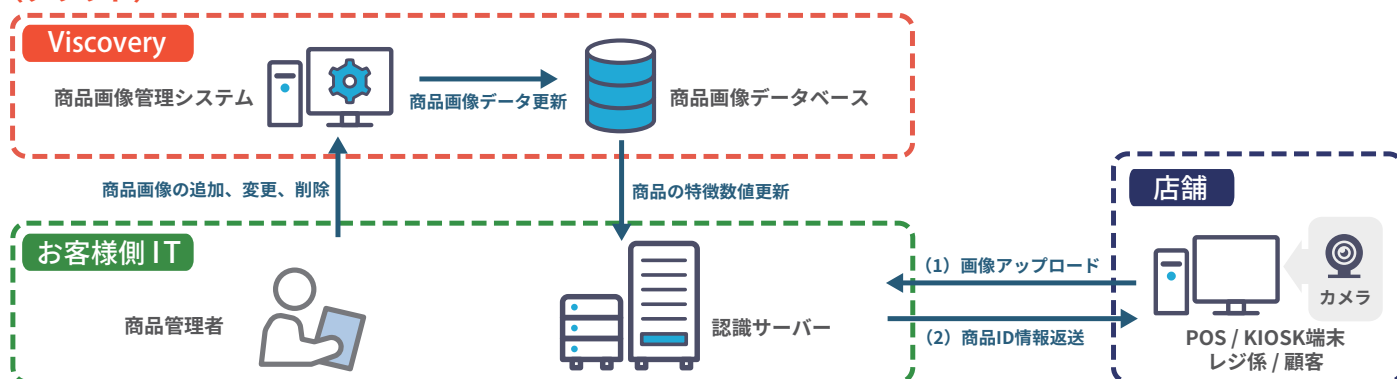 Viscovery
商品画像管理システム
商品画像データ更新
商品画像データベース
商品画像の追加、変更、削除
商品の特徴数値更新
店舗
お客様側IT
商品管理者
認識サーバー
（1）画像アップロード
（2）商品ID情報返送
カメラ
POS / KIOSK端末
レジ係 / 顧客